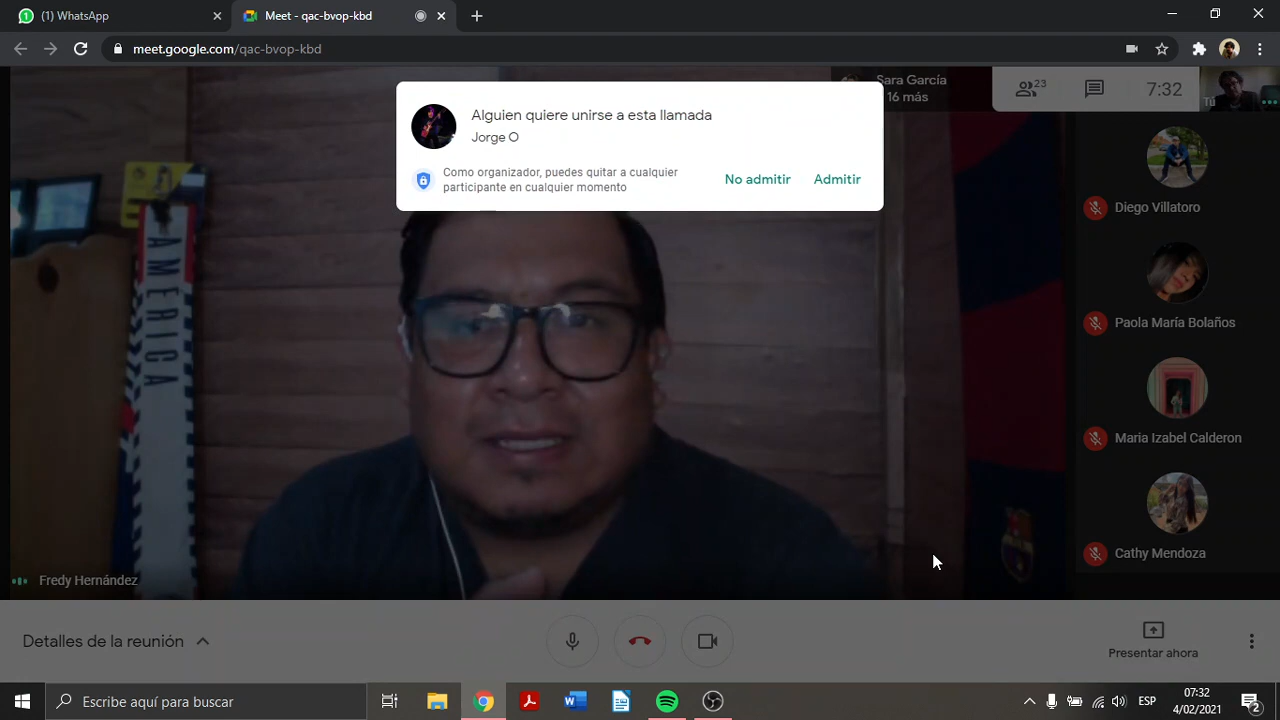 (1) WhatsApp
Meet - qac-bvop-kbd
meet.google.com/qac-bvop-kbd
Sara García
16 más
23
7:32
Tú
Alguien quiere unirse a esta llamada
Jorge O
Como organizador, puedes quitar a cualquier
participante en cualquier momento
No admitir
Admitir
Diego Villatoro
AMERICA
Paola María Bolaños
Maria Izabel Calderon
Cathy Mendoza
Fredy Hernández
Detalles de la reunión
Presentar ahora
Escribe aquí para buscar
ESP
07:32
4/02/2021
2